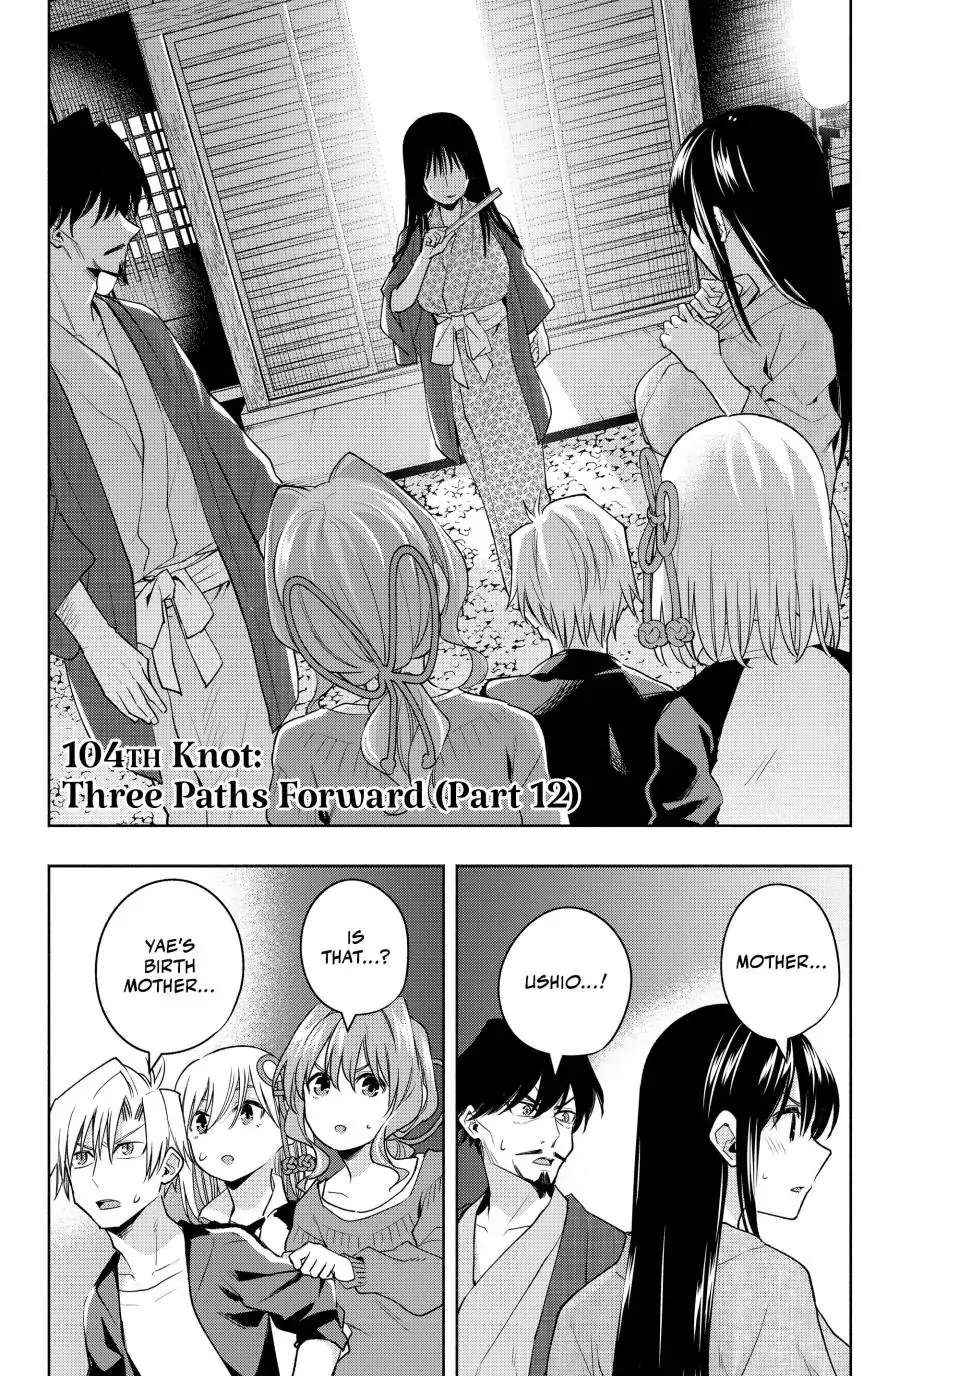 104TH Knot:
Three Paths Forward (Part 12)
MOTHER...
USHIO...!
IS
THAT...?
YAE'S
BIRTH
MOTHER...